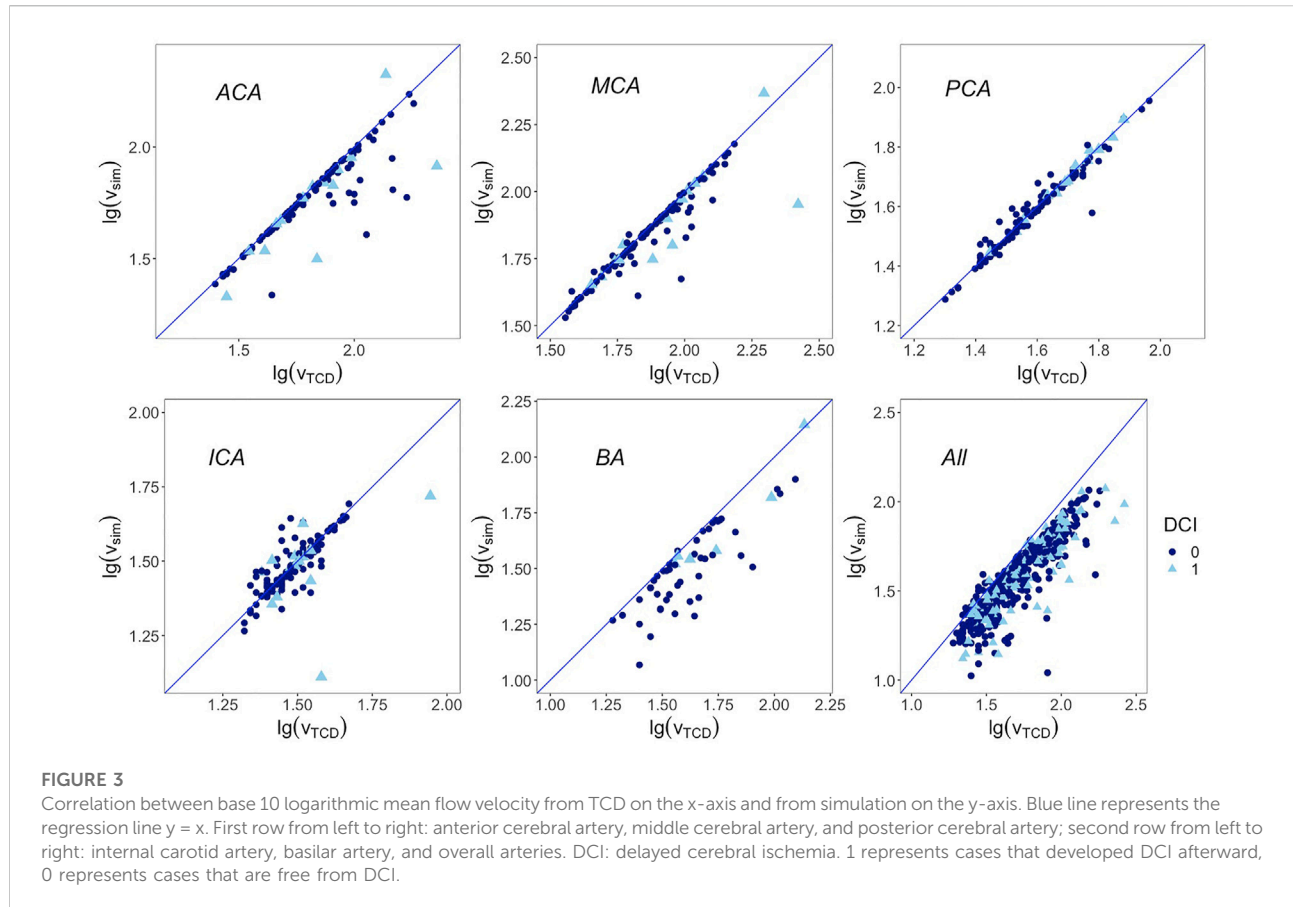 ACA
lg(vsim)
2.0
1.5
1.5 2.0
lg(vTCD)
MCA
lg(vsim)
2.50
2.25
2.00
1.75
1.50
1.50 1.75 2.00 2.25 2.50
lg(vTCD)
PCA
lg(vsim)
2.0
1.8
1.6
1.4
1.2
1.2 1.4 1.6 1.8 2.0
lg(vTCD)
ICA
lg(vsim)
2.00
1.75
1.50
1.25
1.25 1.50 1.75 2.00
lg(vTCD)
BA
lg(vsim)
2.25
2.00
1.75
1.50
1.25
1.00
1.00 1.25 1.50 1.75 2.00 2.25
lg(vTCD)
All
lg(vsim)
2.5
2.0
1.5
1.0
1.0 1.5 2.0 2.5
lg(vTCD)
DCI
0
1
FIGURE 3
Correlation between base 10 logarithmic mean flow velocity from TCD on the x-axis and from simulation on the y-axis. Blue line represents the
regression line y = x. First row from left to right: anterior cerebral artery, middle cerebral artery, and posterior cerebral artery; second row from left to
right: internal carotid artery, basilar artery, and overall arteries. DCI: delayed cerebral ischemia. 1 represents cases that developed DCI afterward,
0 represents cases that are free from DCI.